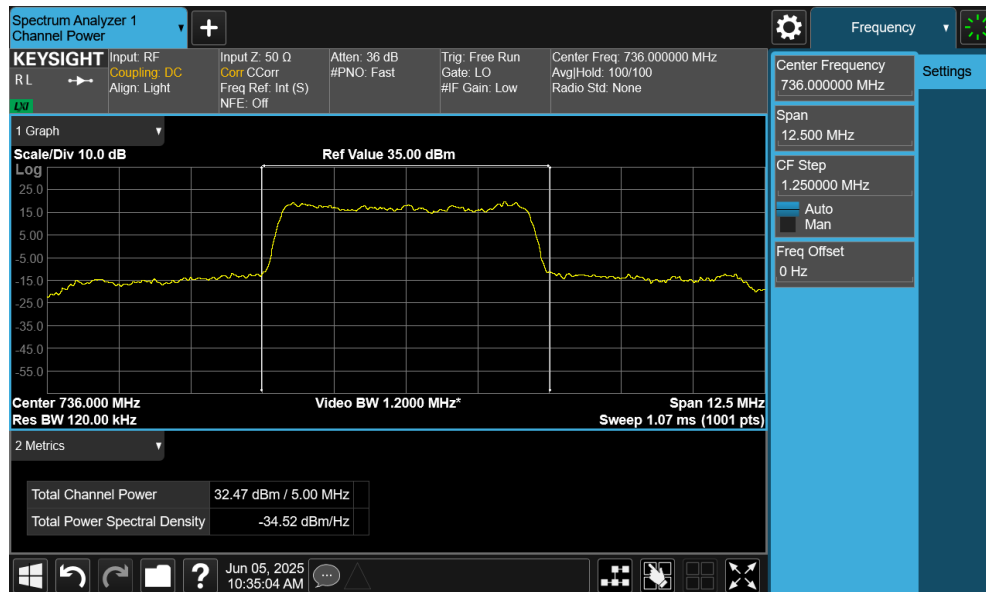 Spectrum Analyzer 1
Channel Power
Frequency
KEYSIGHT
R L
LXI
Input: RF
Coupling: DC
Align: Light
Input Z: 50 Ω
Corr CCorr
Freq Ref: Int (S)
NFE: Off
Atten: 36 dB
#PNO: Fast
Trig: Free Run
Gate: LO
#IF Gain: Low
Center Freq: 736.000000 MHz
Avg|Hold: 100/100
Radio Std: None
Center Frequency
736.000000 MHz
Settings
Span
12.500 MHz
CF Step
1.250000 MHz
Auto
Man
Freq Offset
0 Hz
1 Graph
Scale/Div 10.0 dB
Ref Value 35.00 dBm
Log
25.0
15.0
5.00
-5.00
-15.0
-25.0
-35.0
-45.0
-55.0
Center 736.000 MHz
Video BW 1.2000 MHz*
Span 12.5 MHz
Res BW 120.00 kHz
Sweep 1.07 ms (1001 pts)
2 Metrics
Total Channel Power 32.47 dBm / 5.00 MHz
Total Power Spectral Density -34.52 dBm/Hz
Jun 05, 2025
10:35:04 AM